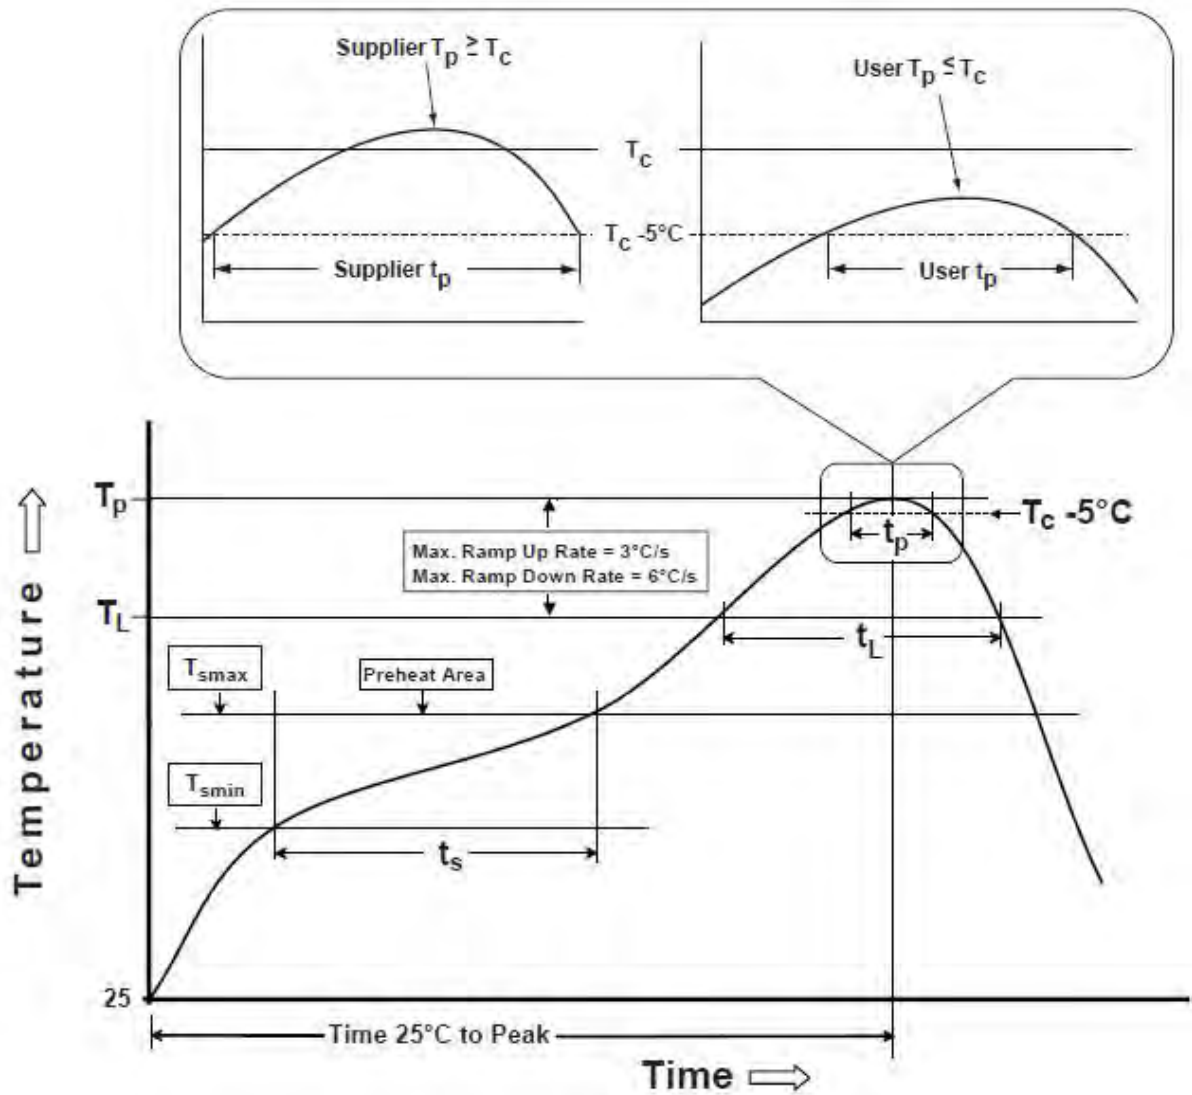 Supplier Tp ≥ Tc
User Tp ≤ Tc
Tc
Tc -5°C
Supplier tp
User tp
Tp
Tc -5°C
tp
Max. Ramp Up Rate = 3°C/s
Max. Ramp Down Rate = 6°C/s
TL
tL
Tsmax
Preheat Area
Tsmin
ts
Temperature
25
Time 25°C to Peak
Time